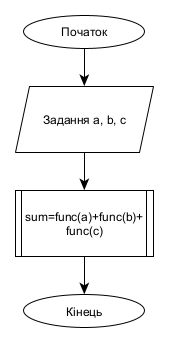 Початок
Задання a, b, c
sum=func(a)+func(b)+
func(c)
Кінець